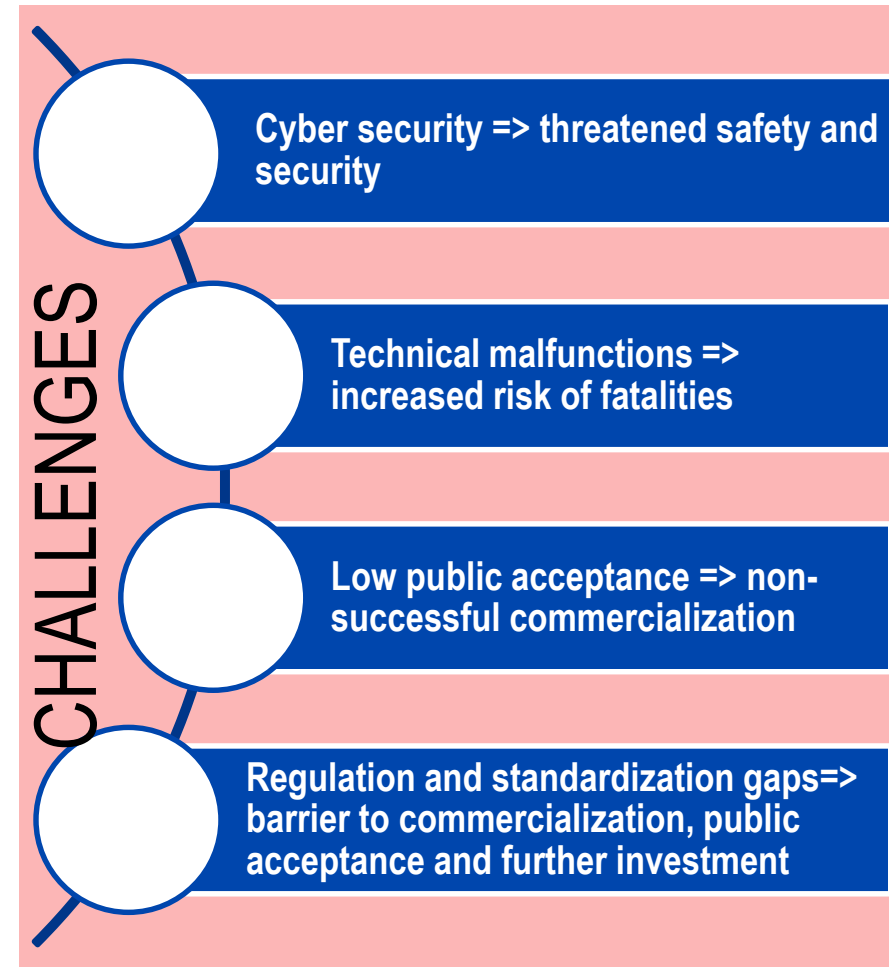 CHALLENGES
Cyber security => threatened safety and
security
Technical malfunctions =>
increased risk of fatalities
Low public acceptance => non-
successful commercialization
Regulation and standardization gaps=>
barrier to commercialization, public
acceptance and further investment